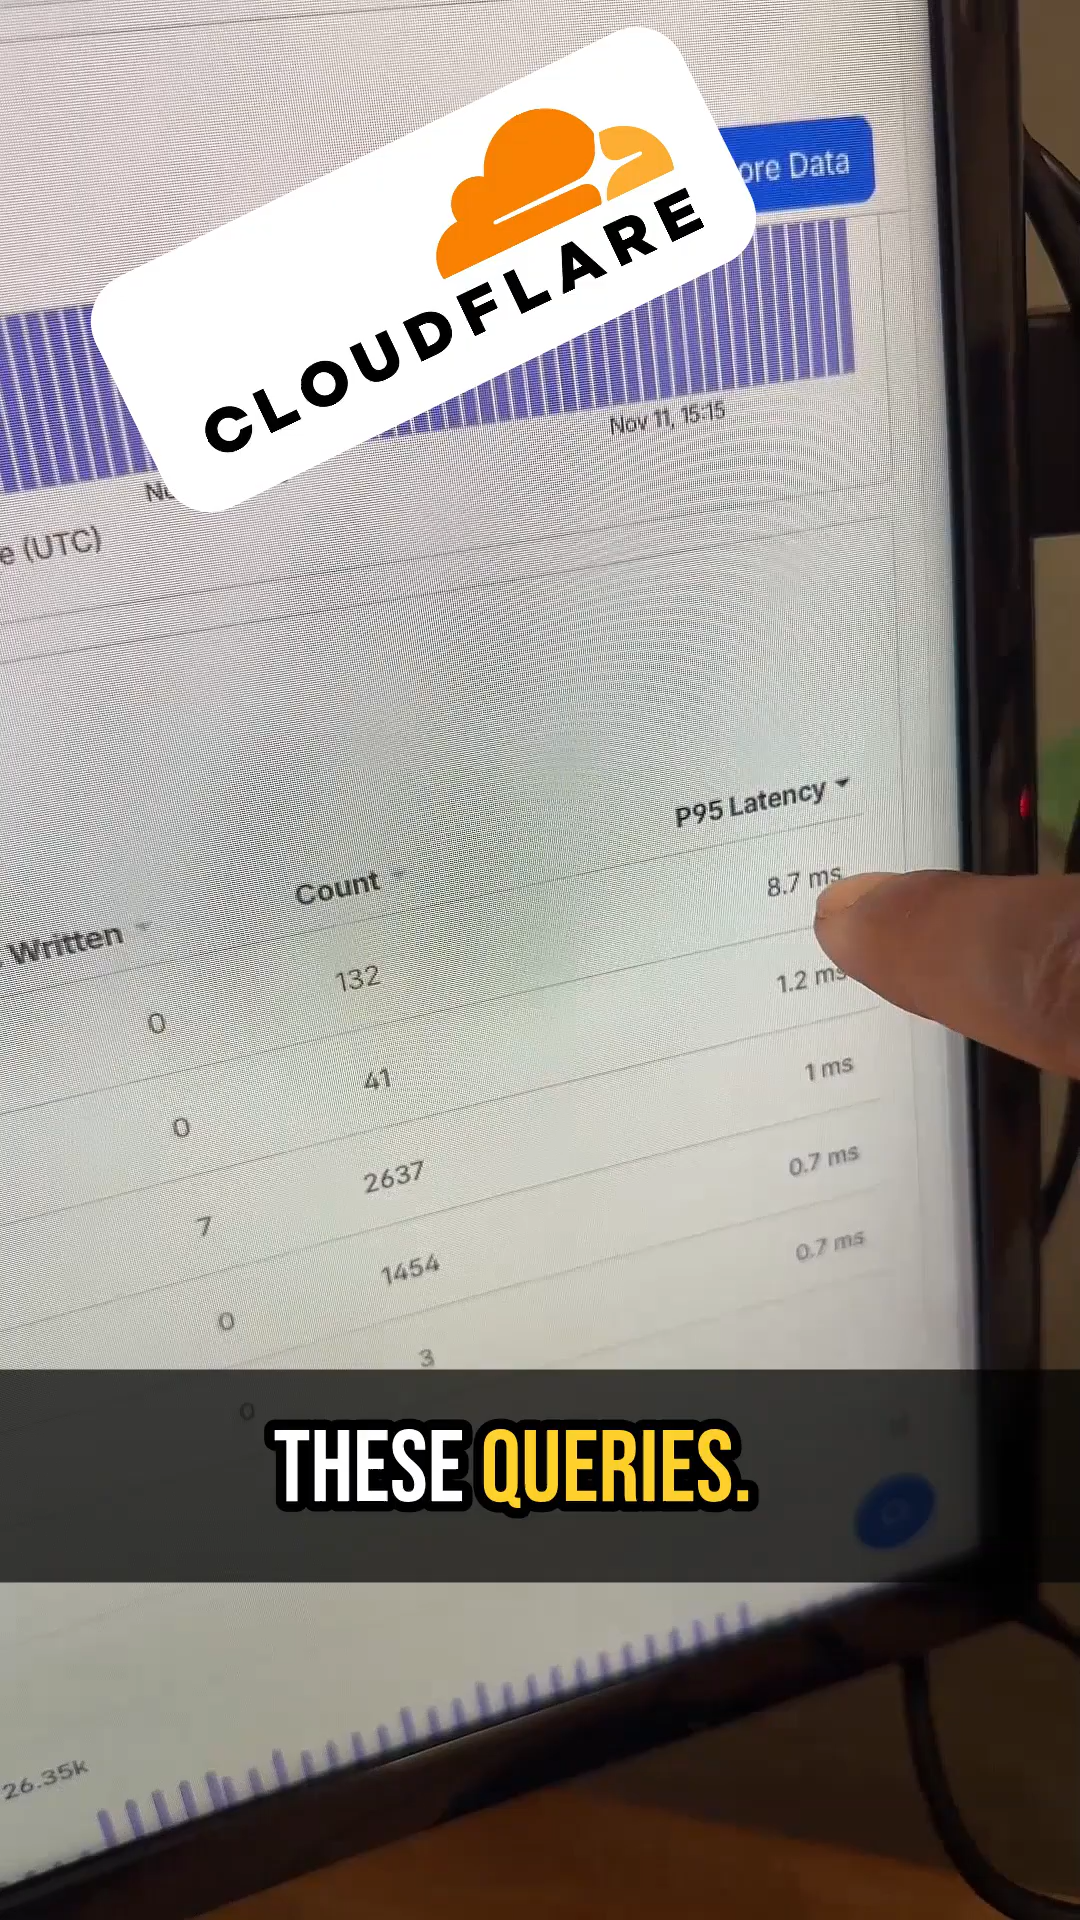 CLOUDFLARE
ore Data
Nov 11, 15:15
e (UTC)
P95 Latency
Count
Written
8.7 ms
132
0
1.2 ms
41
0
1 ms
2637
7
0.7 ms
1454
0
0.7 ms
3
0
THESE QUERIES.
26.35k